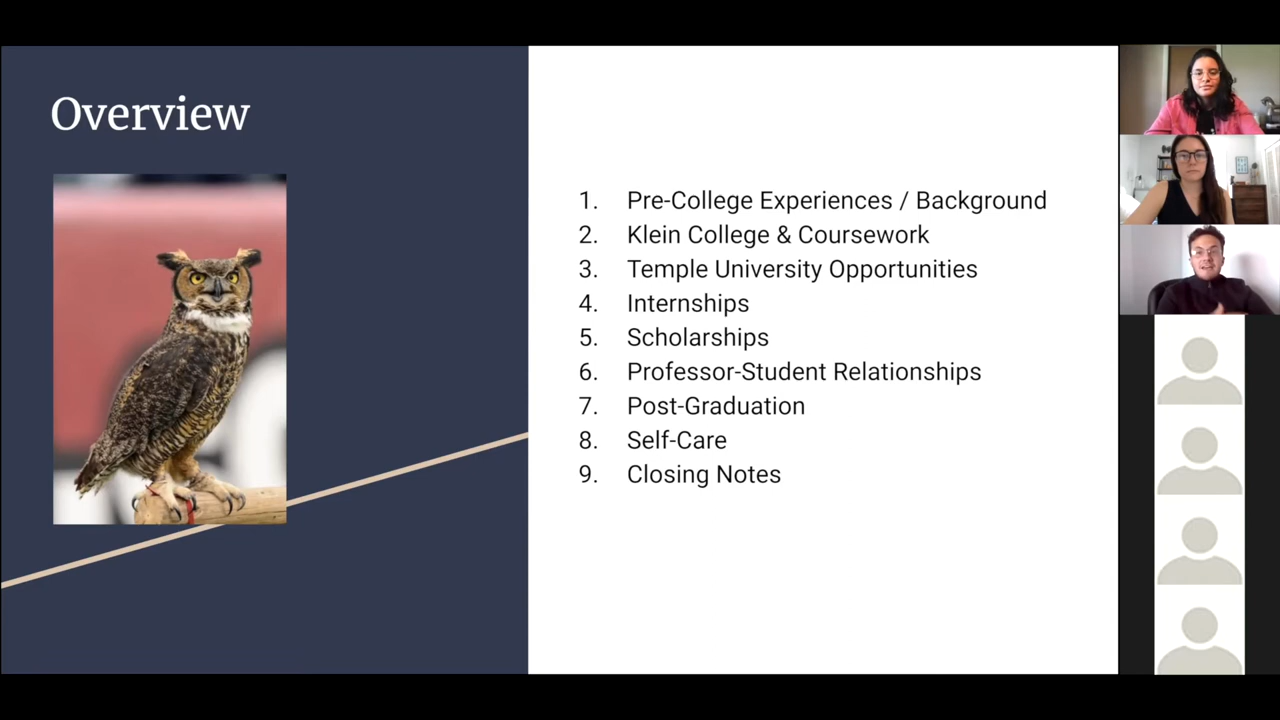 Overview
1. Pre-College Experiences / Background
2. Klein College & Coursework
3. Temple University Opportunities
4. Internships
5. Scholarships
6. Professor-Student Relationships
7. Post-Graduation
8. Self-Care
9. Closing Notes